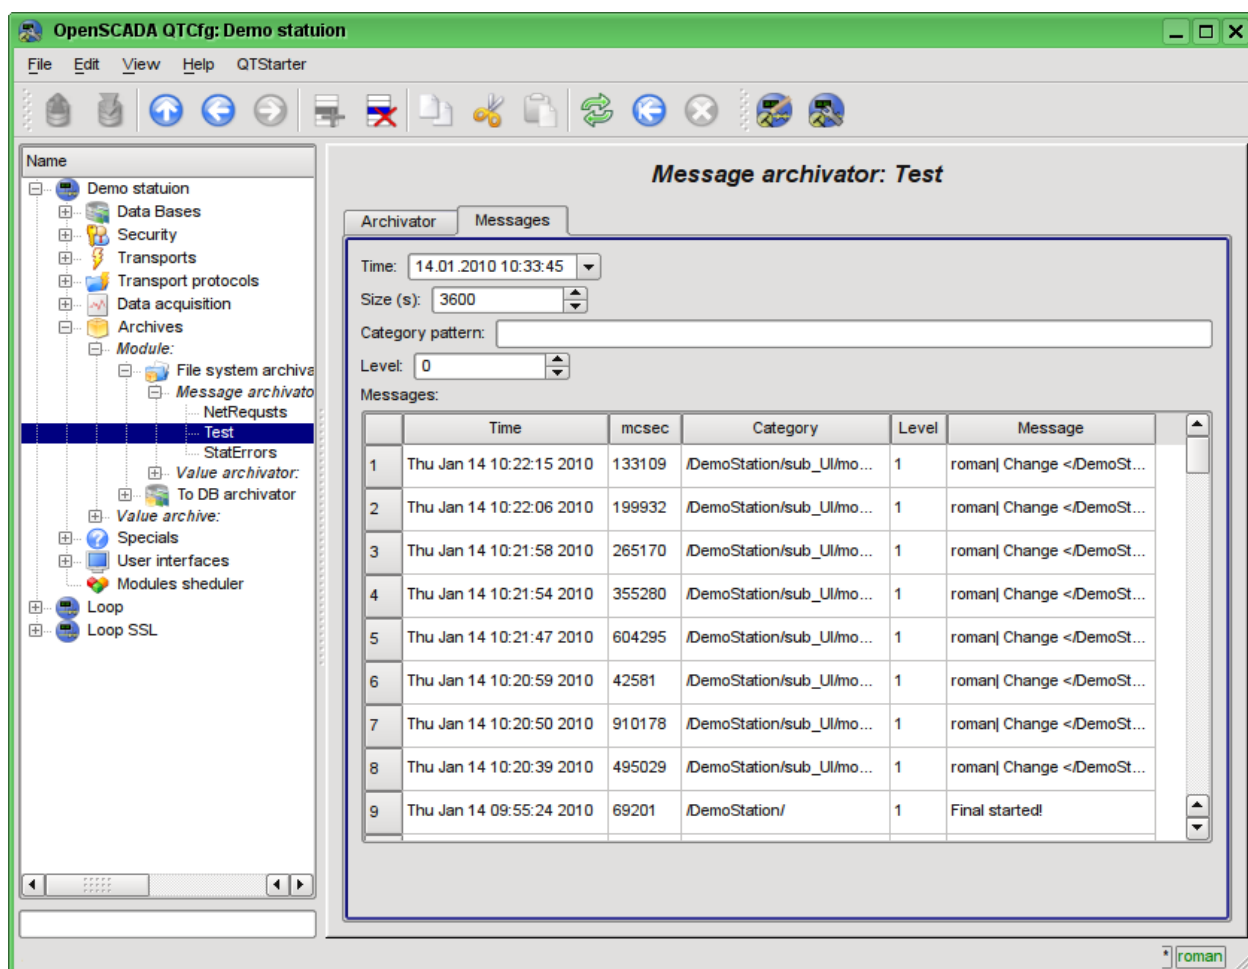 OpenSCADA QTCfg: Demo statuion
File Edit View Help QTStarter
Name
Demo statuion
Data Bases
Security
Transports
Transport protocols
Data acquisition
Archives
Module:
File system archiva
Message archivato
NetRequsts
Test
StatErrors
Value archivator:
To DB archivator
Value archive:
Specials
User interfaces
Modules sheduler
Loop
Loop SSL
Message archivator: Test
Archivator Messages
Time: 14.01.2010 10:33:45
Size (s): 3600
Category pattern:
Level: 0
Messages:
Time mcsec Category Level Message
1 Thu Jan 14 10:22:15 2010 133109 /DemoStation/sub_UI/mo... 1 roman| Change </DemoSt...
2 Thu Jan 14 10:22:06 2010 199932 /DemoStation/sub_UI/mo... 1 roman| Change </DemoSt...
3 Thu Jan 14 10:21:58 2010 265170 /DemoStation/sub_UI/mo... 1 roman| Change </DemoSt...
4 Thu Jan 14 10:21:54 2010 355280 /DemoStation/sub_UI/mo... 1 roman| Change </DemoSt...
5 Thu Jan 14 10:21:47 2010 604295 /DemoStation/sub_UI/mo... 1 roman| Change </DemoSt...
6 Thu Jan 14 10:20:59 2010 42581 /DemoStation/sub_UI/mo... 1 roman| Change </DemoSt...
7 Thu Jan 14 10:20:50 2010 910178 /DemoStation/sub_UI/mo... 1 roman| Change </DemoSt...
8 Thu Jan 14 10:20:39 2010 495029 /DemoStation/sub_UI/mo... 1 roman| Change </DemoSt...
9 Thu Jan 14 09:55:24 2010 69201 /DemoStation/ 1 Final started!
* roman